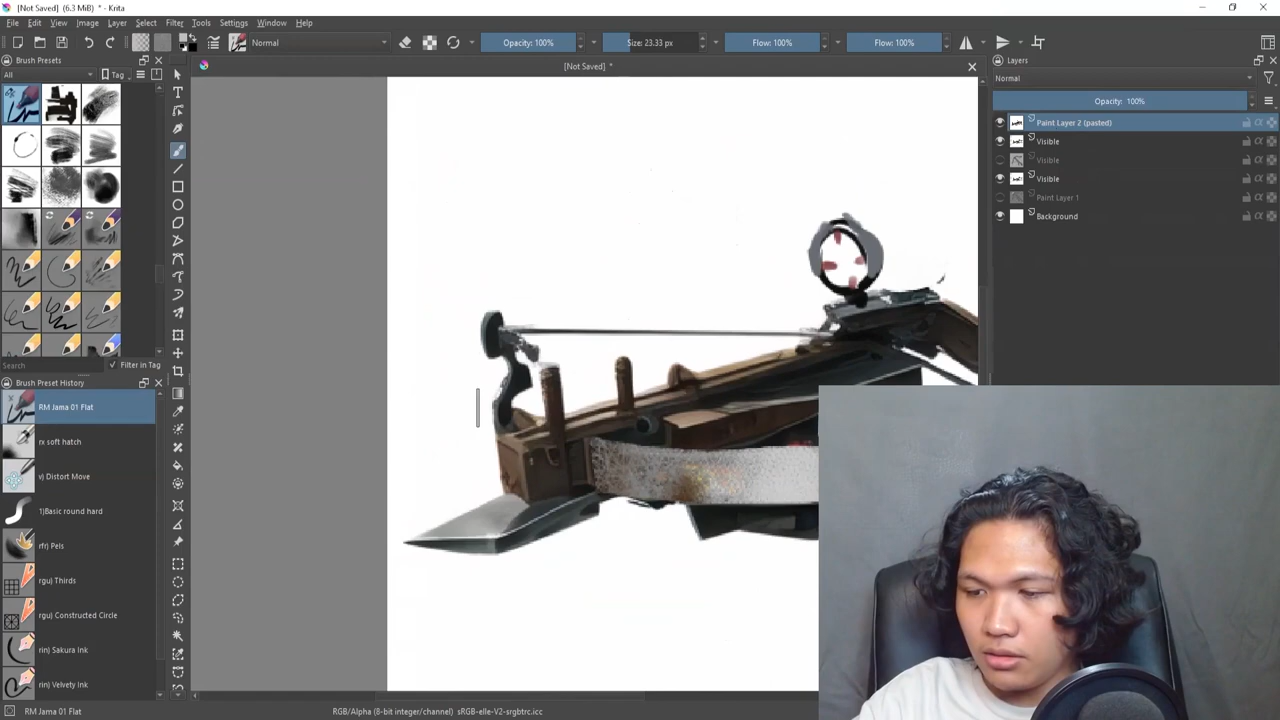 [Not Saved] (6.3 MiB) * - Krita
File Edit View Image Layer Select Filter Tools Settings Window Help
Normal
Opacity: 100%
Size: 23.33 px
Flow: 100%
Flow: 100%
Brush Presets
[Not Saved] *
Layers
All
Tag
Normal
Opacity: 100%
Paint Layer 2 (pasted)
Visible
Visible
Visible
Paint Layer 1
Background
Search
Filter in Tag
Brush Preset History
RM Jama 01 Flat
rx soft hatch
v) Distort Move
1)Basic round hard
rfr) Pels
rgu) Thirds
rgu) Constructed Circle
rin) Sakura Ink
rin) Velvety Ink
RM Jama 01 Flat
RGB/Alpha (8-bit integer/channel) sRGB-elle-V2-srgbtrc.icc